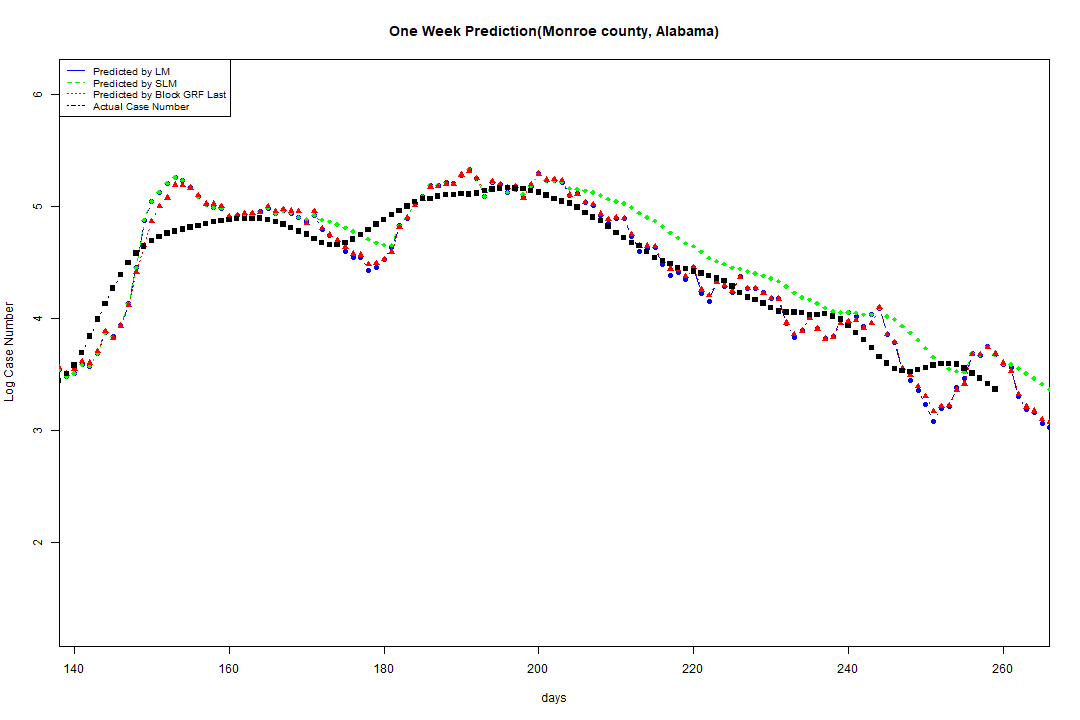 One Week Prediction(Monroe county, Alabama)
Predicted by LM
Predicted by SLM
Predicted by Block GRF Last
Actual Case Number
6
5
4
3
2
Log Case Number
140 160 180 200 220 240 260
days